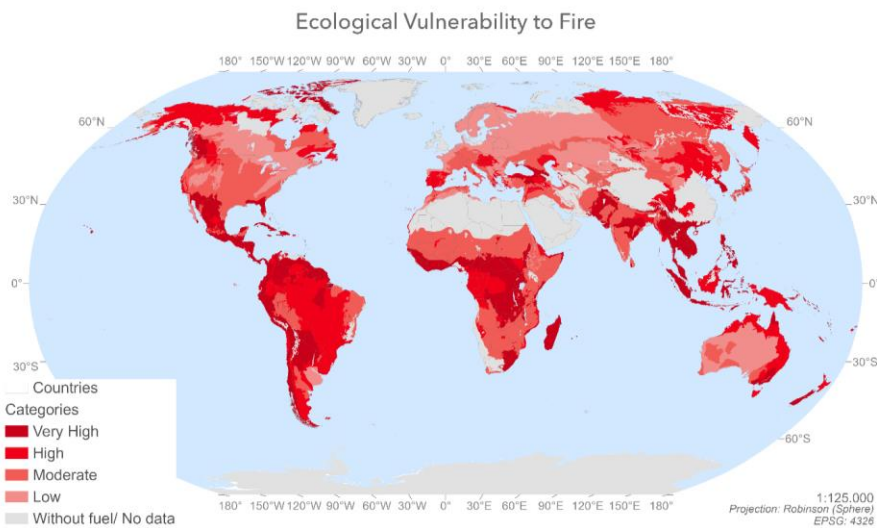 Ecological Vulnerability to Fire
180° 150°W 120°W 90°W 60°W 30°W 0° 30°E 60°E 90°E 120°E 150°E 180°
60°N 60°N
30°N 30°N
0° 0°
30°S 30°S
60°S
Countries
Categories
Very High
High
Moderate
Low
Without fuel/ No data
180° 150°W 120°W 90°W 60°W 30°W 0° 30°E 60°E 90°E 120°E 150°E 180°
1:125.000
Projection: Robinson (Sphere)
EPSG: 4326